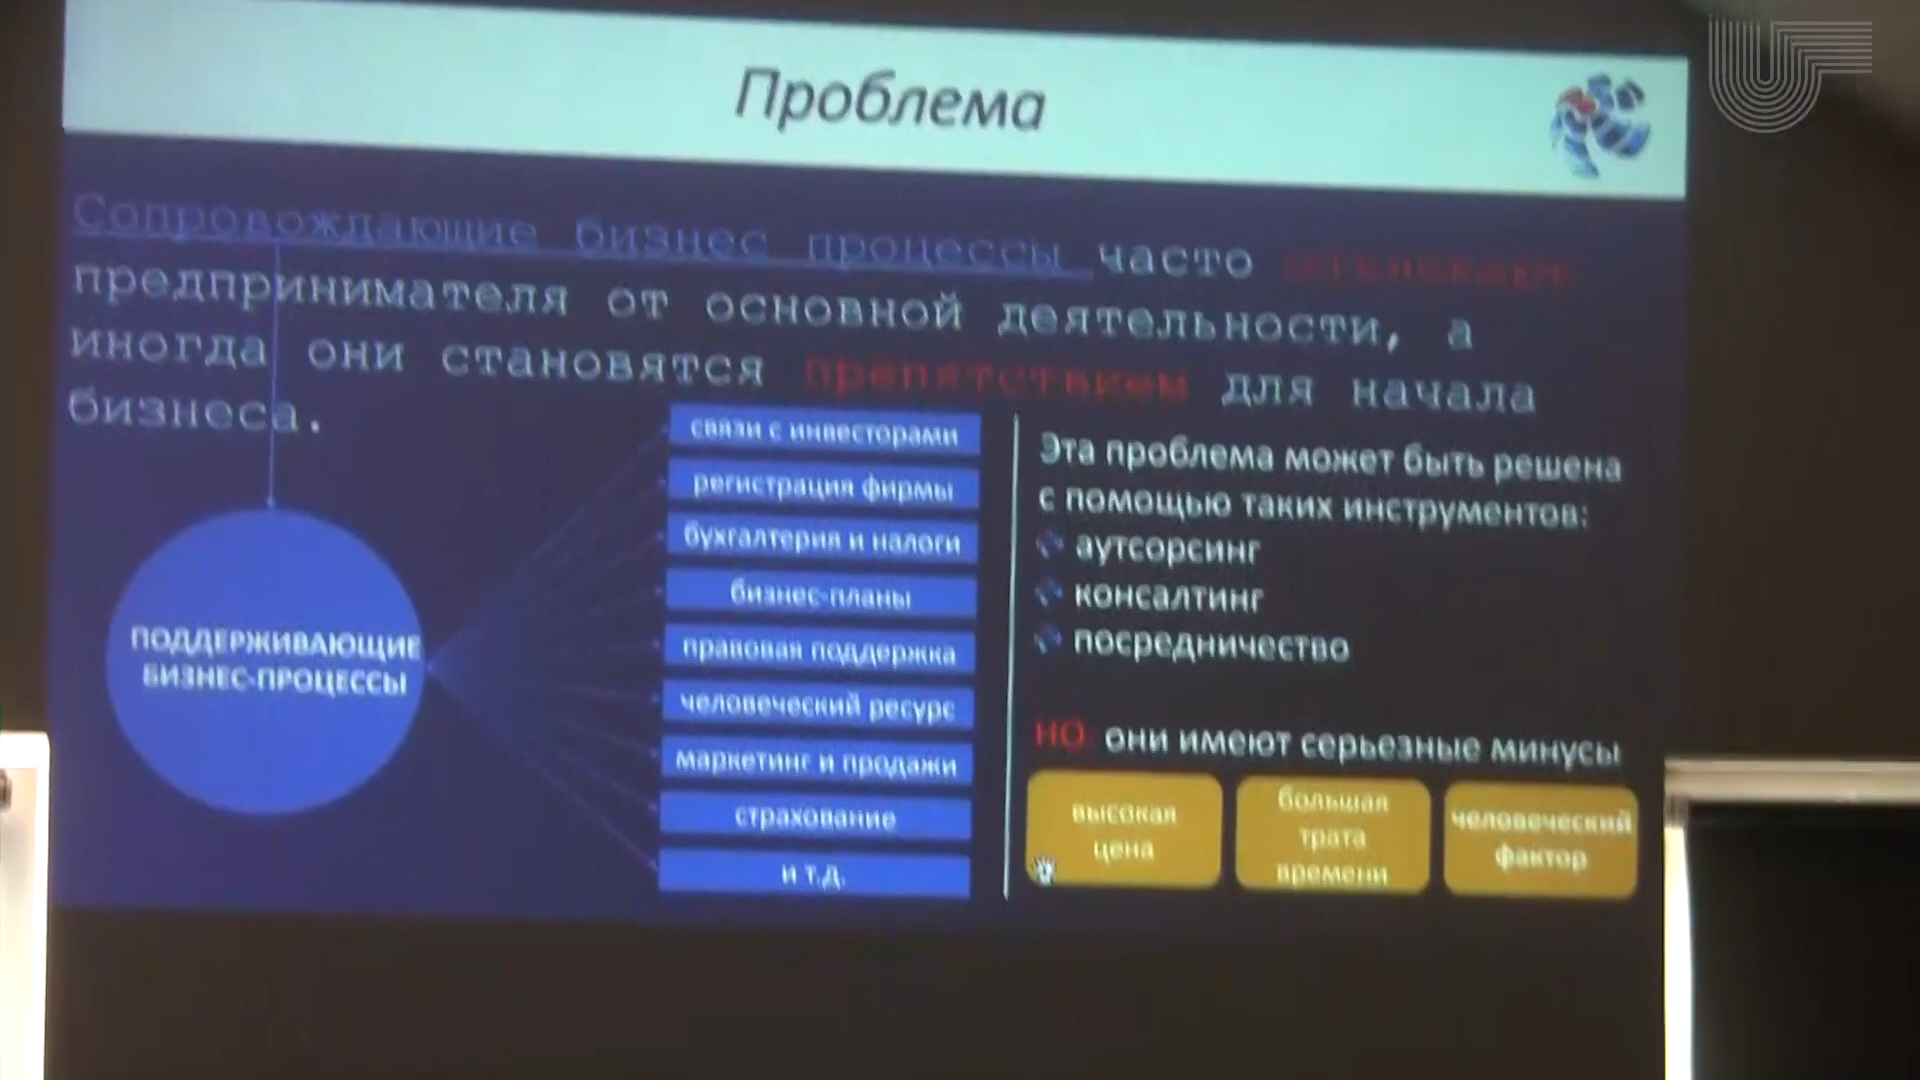 Проблема
Сопровождающие бизнес процессы часто отвлекают
предпринимателя от основной деятельности, а
иногда они становятся препятствием для начала
бизнеса.
ПОДДЕРЖИВАЮЩИЕ
БИЗНЕС-ПРОЦЕССЫ
связи с инвесторами
регистрация фирмы
бухгалтерия и налоги
бизнес-планы
правовая поддержка
человеческий ресурс
маркетинг и продажи
страхование
и т.д.
Эта проблема может быть решена
с помощью таких инструментов:
аутсорсинг
консалтинг
посредничество
НО они имеют серьезные минусы
высокая
цена
большая
трата
времени
человеческий
фактор